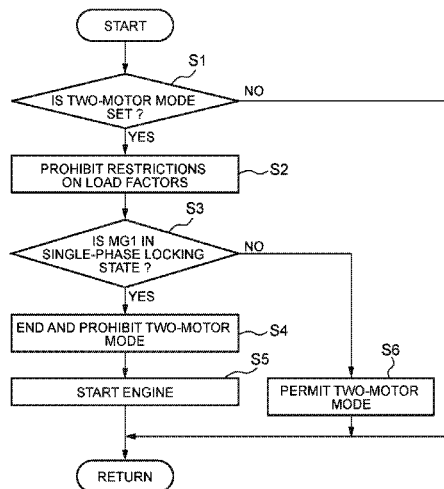 START
S1
IS TWO-MOTOR MODE
SET ?
NO
YES
PROHIBIT RESTRICTIONS
ON LOAD FACTORS
S2
S3
IS MG1 IN
SINGLE-PHASE LOCKING
STATE ?
NO
YES
END AND PROHIBIT TWO-MOTOR
MODE
S4
S5
START ENGINE
S6
PERMIT TWO-MOTOR
MODE
RETURN